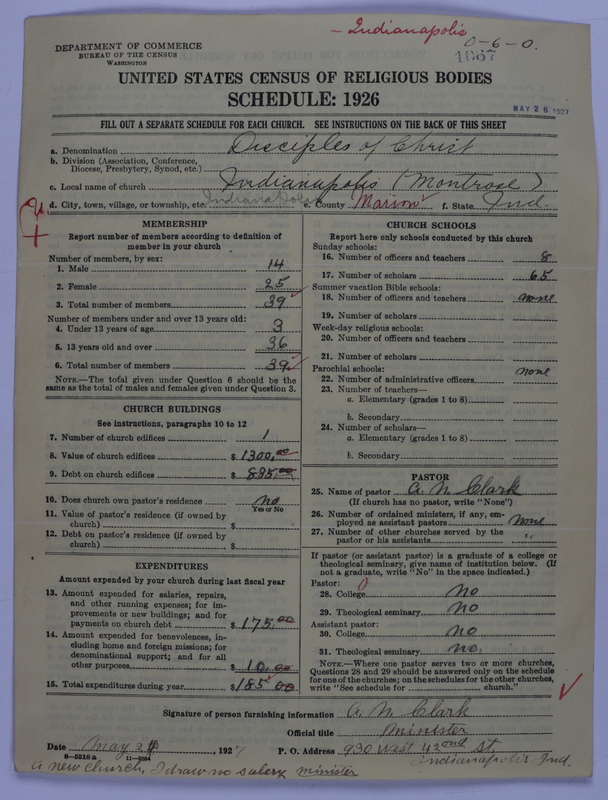 - Indianapolis
0-6-0.
1067
DEPARTMENT OF COMMERCE
BUREAU OF THE CENSUS
WASHINGTON
UNITED STATES CENSUS OF RELIGIOUS BODIES
SCHEDULE: 1926
MAY 26 1927
FILL OUT A SEPARATE SCHEDULE FOR EACH CHURCH. SEE INSTRUCTIONS ON THE BACK OF THIS SHEET
a. Denomination Disciples of Christ
b. Division (Association, Conference,
Diocese, Presbytery, Synod, etc.)
c. Local name of church Indianapolis (Montrose)
d. City, town, village, or township, etc. Indianapolis e. County Marion f. State Ind.
MEMBERSHIP
Report number of members according to definition of
member in your church
Number of members, by sex:
1. Male 14
2. Female 25
3. Total number of members 39
Number of members under and over 13 years old:
4. Under 13 years of age 3
5. 13 years old and over 36
6. Total number of members 39
NOTE.—The total given under Question 6 should be
the same as the total of males and females given under Question 3.
CHURCH BUILDINGS
See instructions, paragraphs 10 to 12
7. Number of church edifices 1
8. Value of church edifices $1300.00
9. Debt on church edifices $835.00
10. Does church own pastor's residence no
Yes or No
11. Value of pastor's residence (if owned by
church) $
12. Debt on pastor's residence (if owned by
church) $
EXPENDITURES
Amount expended by your church during last fiscal year
13. Amount expended for salaries, repairs,
and other running expenses; for im-
provements or new buildings; and for
payments on church debt $175.00
14. Amount expended for benevolences, in-
cluding home and foreign missions; for
denominational support; and for all
other purposes $10.00
15. Total expenditures during year $185.00
CHURCH SCHOOLS
Report here only schools conducted by this church
Sunday schools:
16. Number of officers and teachers 8
17. Number of scholars 65
Summer vacation Bible schools:
18. Number of officers and teachers none
19. Number of scholars
Week-day religious schools:
20. Number of officers and teachers
21. Number of scholars
Parochial schools: none
22. Number of administrative officers
23. Number of teachers—
a. Elementary (grades 1 to 8)
b. Secondary
24. Number of scholars—
a. Elementary (grades 1 to 8)
b. Secondary
PASTOR
25. Name of pastor A. M. Clark
(If church has no pastor, write "None")
26. Number of ordained ministers, if any, em-
ployed as assistant pastors none
27. Number of other churches served by the
pastor or his assistants "
If pastor (or assistant pastor) is a graduate of a college or
theological seminary, give name of institution below. (If
not a graduate, write "No" in the space indicated.)
Pastor: 0
28. College no
29. Theological seminary no
Assistant pastor:
30. College no
31. Theological seminary no.
NOTE.—Where one pastor serves two or more churches,
Questions 28 and 29 should be answered only on the schedule
for one of the churches; on the schedules for the other churches,
write "See schedule for church."
Signature of person furnishing information A. M. Clark
Official title Minister
Date May 2 , 1927 P. O. Address 930 West 42nd St.
8—5818 a 11—9084 Indianapolis Ind.
A new church, I draw no salery minister